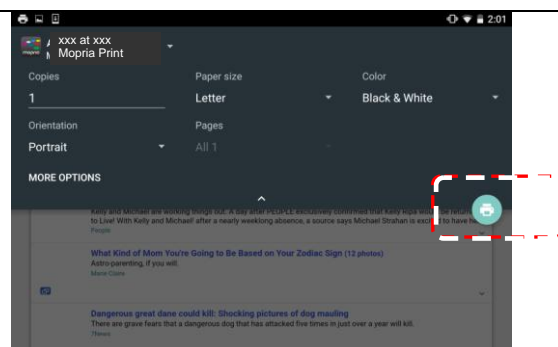 2:01
xxx at xxx
Mopria Print
Copies
Paper size
Color
1
Letter
Black & White
Orientation
Pages
Portrait
All 1
MORE OPTIONS
Kelly and Michael are working things out. A day after PEOPLE exclusively confirmed that Kelly Ripa would be return
to Live! With Kelly and Michael! after a nearly weeklong absence, a source says Michael Strahan is excited to have he
People
What Kind of Mom You're Going to Be Based on Your Zodiac Sign (12 photos)
Astro-parenting, if you will.
Marie Claire
Dangerous great dane could kill: Shocking pictures of dog mauling
There are grave fears that a dangerous dog that has attacked five times in just over a year will kill.
7News